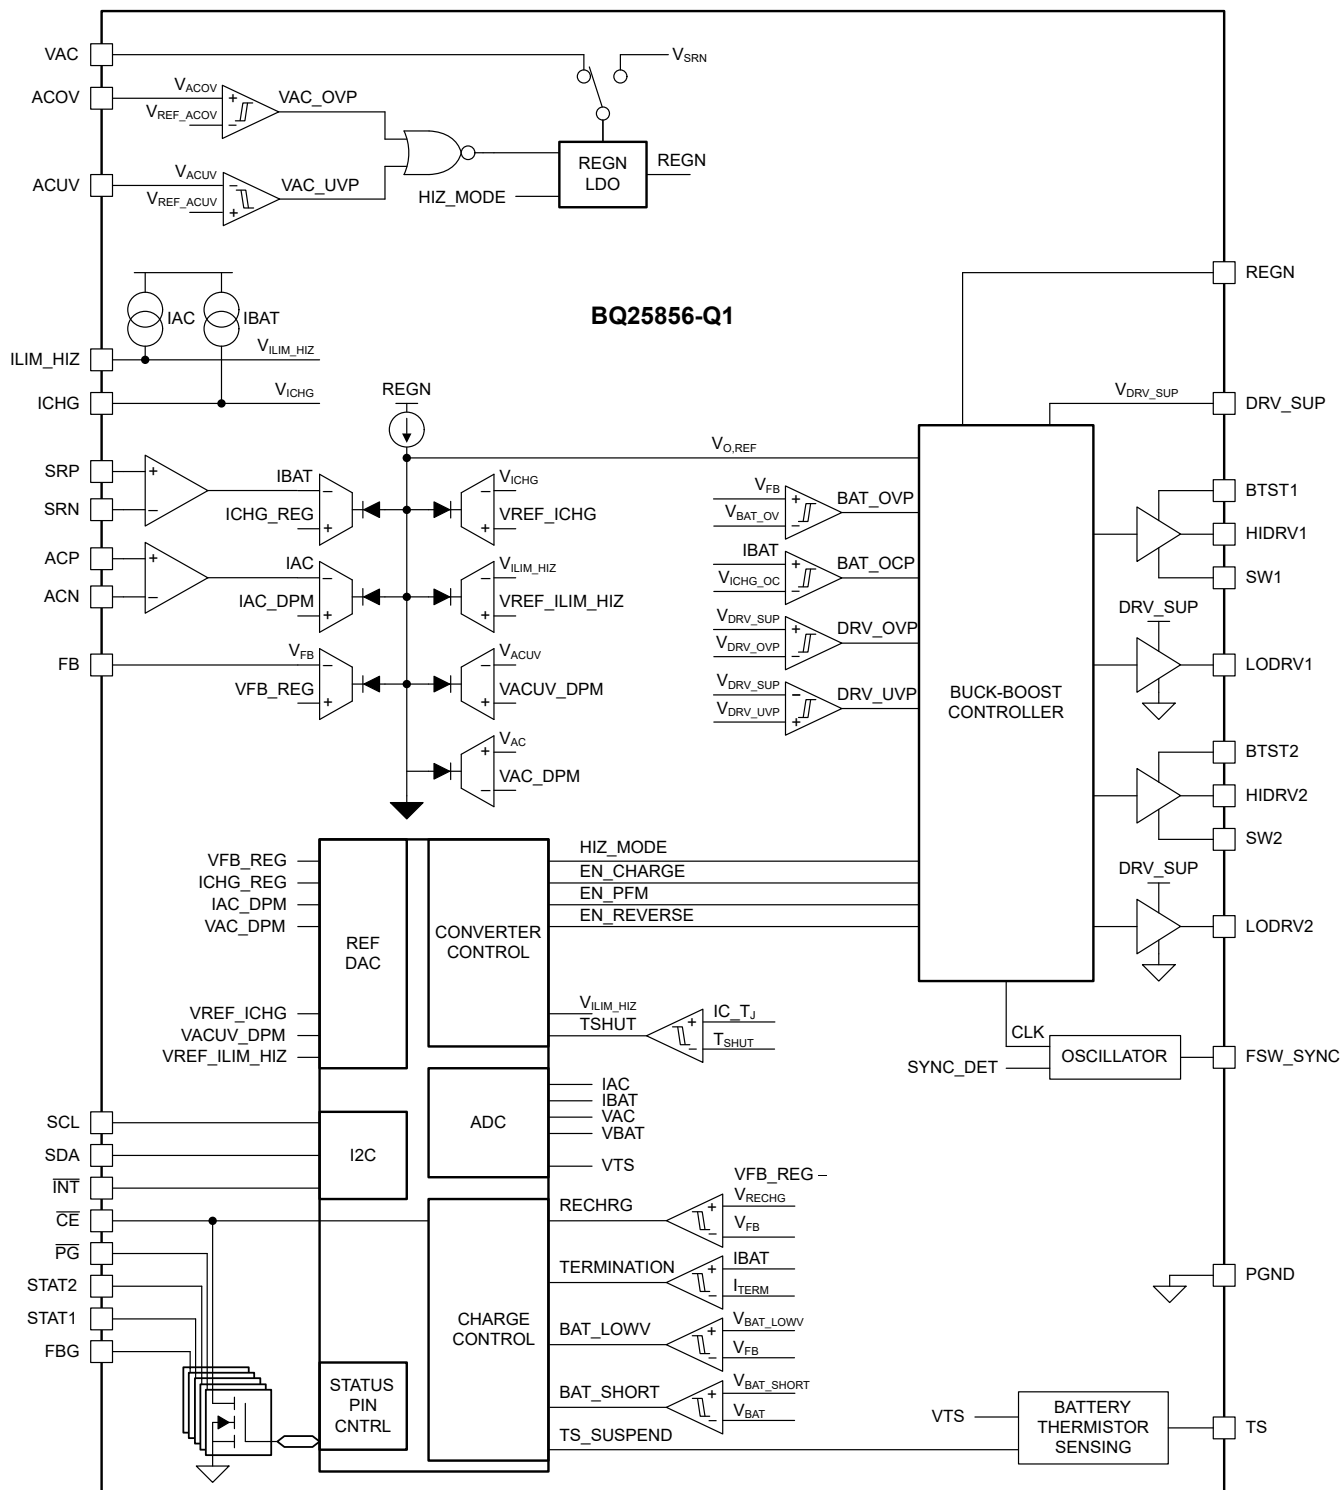 VAC
V_SRN
ACOV
V_ACOV
+
VAC_OVP
V_REF_ACOV
−
REGN
LDO
REGN
ACUV
V_ACUV
−
VAC_UVP
V_REF_ACUV
+
HIZ_MODE
REGN
BQ25856-Q1
IAC
IBAT
ILIM_HIZ
V_ILIM_HIZ
ICHG
V_ICHG
REGN
V_DRV_SUP
DRV_SUP
V_O,REF
SRP
+
SRN
−
IBAT
−
ICHG_REG
+
V_ICHG
−
VREF_ICHG
+
ACP
+
ACN
−
IAC
−
IAC_DPM
+
V_ILIM_HIZ
−
VREF_ILIM_HIZ
+
FB
V_FB
−
VFB_REG
+
V_ACUV
−
VACUV_DPM
+
V_AC
+
VAC_DPM
−
V_FB
+
BAT_OVP
V_BAT_OV
−
IBAT
+
BAT_OCP
V_ICHG_OC
−
V_DRV_SUP
+
DRV_OVP
V_DRV_OVP
−
V_DRV_SUP
−
DRV_UVP
V_DRV_UVP
+
BUCK-BOOST
CONTROLLER
BTST1
HIDRV1
SW1
DRV_SUP
LODRV1
BTST2
HIDRV2
SW2
DRV_SUP
LODRV2
VFB_REG
ICHG_REG
IAC_DPM
VAC_DPM
VREF_ICHG
VACUV_DPM
VREF_ILIM_HIZ
REF
DAC
CONVERTER
CONTROL
HIZ_MODE
EN_CHARGE
EN_PFM
EN_REVERSE
V_ILIM_HIZ
TSHUT
+
IC_T_J
−
T_SHUT
CLK
SYNC_DET
OSCILLATOR
FSW_SYNC
ADC
IAC
IBAT
VAC
VBAT
VTS
SCL
SDA
INT
I2C
CE
PG
STAT2
STAT1
FBG
STATUS
PIN
CNTRL
CHARGE
CONTROL
VFB_REG −
RECHRG
+
V_RECHG
−
V_FB
TERMINATION
+
IBAT
−
I_TERM
BAT_LOWV
+
V_BAT_LOWV
−
V_FB
BAT_SHORT
+
V_BAT_SHORT
−
V_BAT
TS_SUSPEND
PGND
VTS
BATTERY
THERMISTOR
SENSING
TS